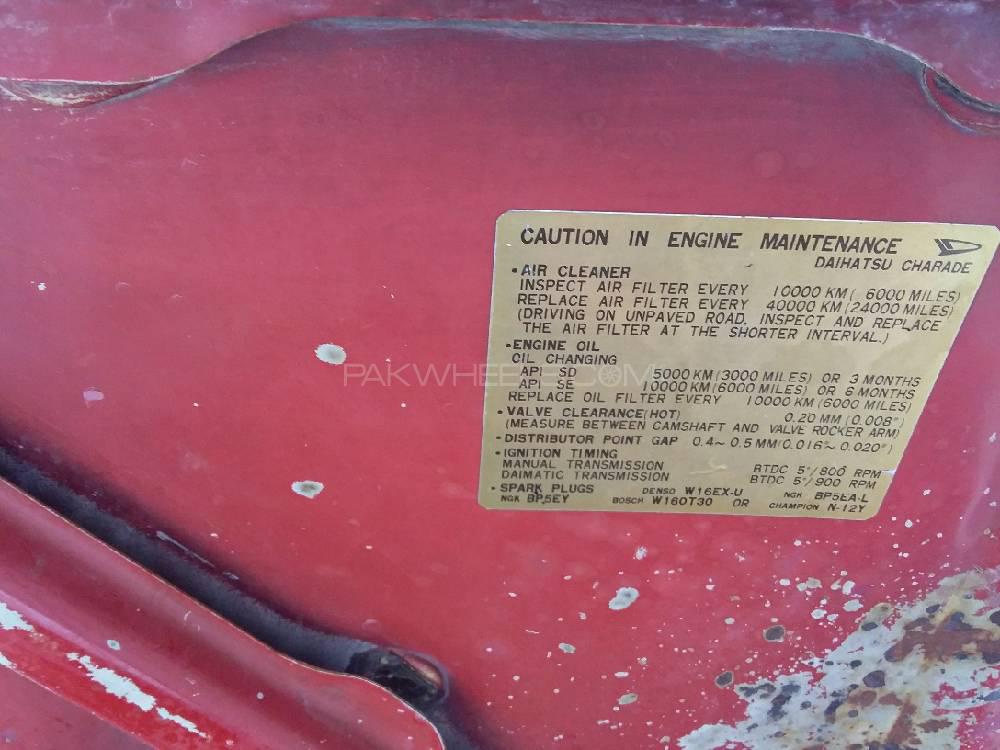 CAUTION IN ENGINE MAINTENANCE
DAIHATSU CHARADE
• AIR CLEANER
INSPECT AIR FILTER EVERY 10000 KM ( 6000 MILES)
REPLACE AIR FILTER EVERY 40000 KM (24000 MILES)
(DRIVING ON UNPAVED ROAD, INSPECT AND REPLACE
THE AIR FILTER AT THE SHORTER INTERVAL.)
• ENGINE OIL
OIL CHANGING
API SD 5000 KM (3000 MILES) OR 3 MONTHS
API SE 10000 KM (6000 MILES) OR 6 MONTHS
REPLACE OIL FILTER EVERY 10000 KM (6000 MILES)
• VALVE CLEARANCE (HOT) 0.20 MM (0.008")
(MEASURE BETWEEN CAMSHAFT AND VALVE ROCKER ARM)
• DISTRIBUTOR POINT GAP 0.4~0.5 MM (0.016"~0.020")
• IGNITION TIMING
MANUAL TRANSMISSION BTDC 5°/800 RPM
DAIMATIC TRANSMISSION BTDC 5°/900 RPM
• SPARK PLUGS DENSO W16EX-U NGK BP5EA-L
NGK BP5EY BOSCH W160T30 OR CHAMPION N-12Y
PAKWHEELS.COM